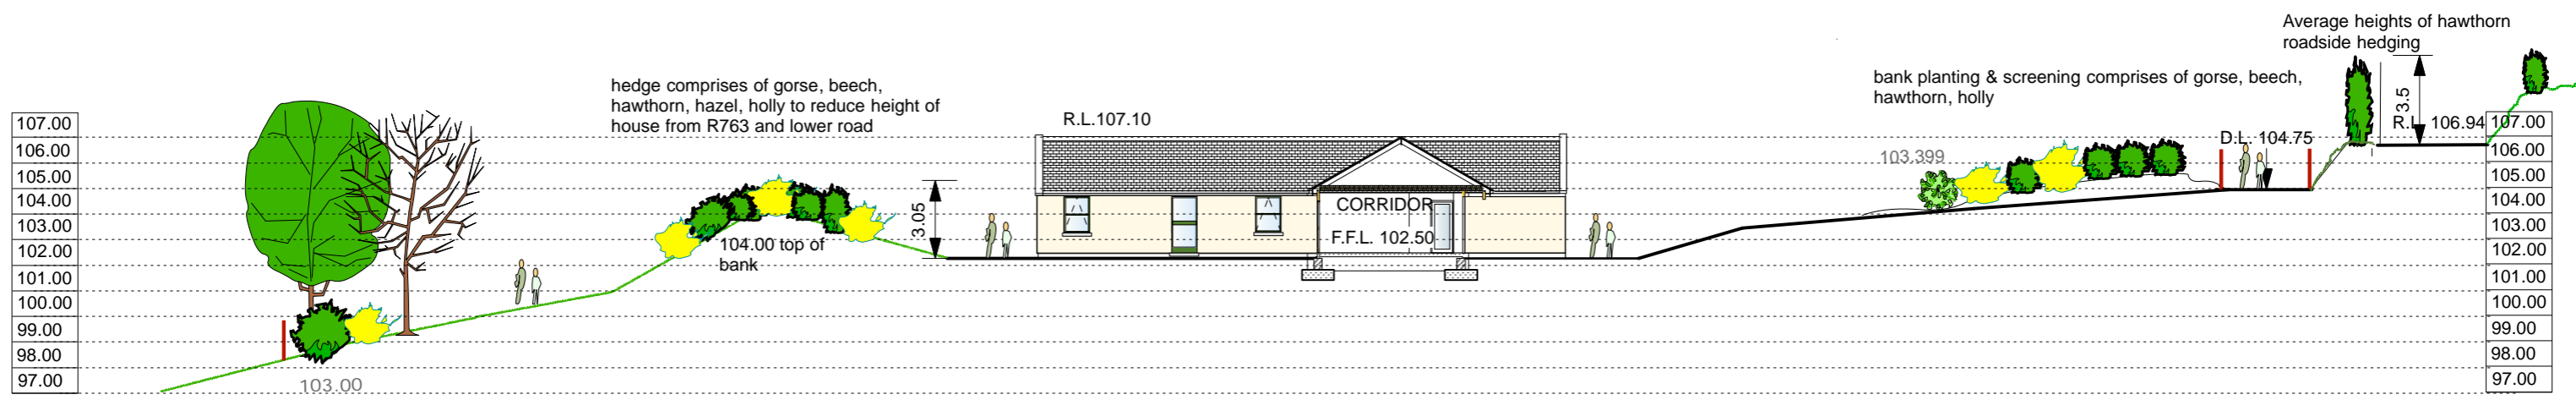 Average heights of hawthorn
roadside hedging
hedge comprises of gorse, beech,
hawthorn, hazel, holly to reduce height of
house from R763 and lower road
bank planting & screening comprises of gorse, beech,
hawthorn, holly
R.L.107.10
3.5
R.L. 106.94
D.L. 104.75
103.399
3.05
CORRIDOR
F.F.L. 102.50
104.00 top of
bank
103.00
107.00
106.00
105.00
104.00
103.00
102.00
101.00
100.00
99.00
98.00
97.00
107.00
106.00
105.00
104.00
103.00
102.00
101.00
100.00
99.00
98.00
97.00